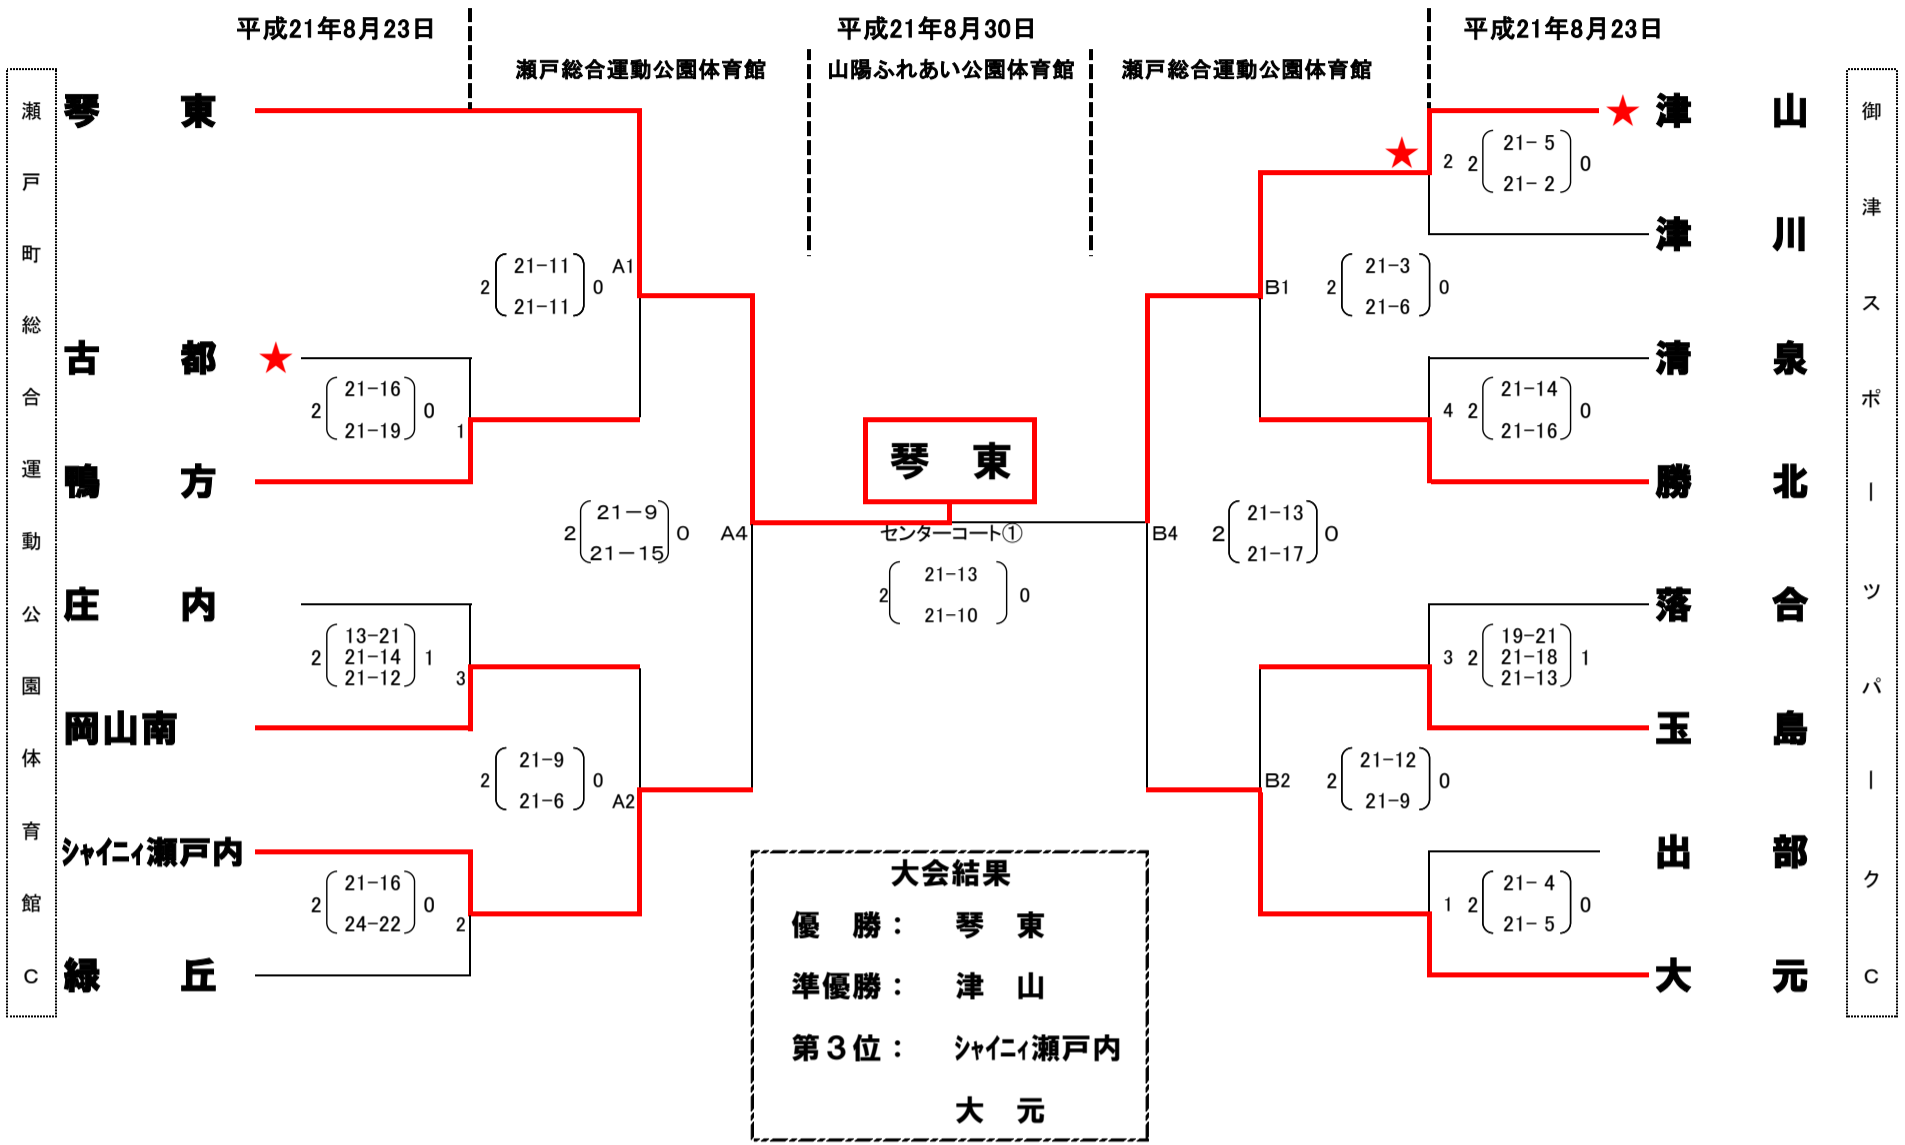 平成21年8月23日
平成21年8月30日
平成21年8月23日
瀬戸総合運動公園体育館
山陽ふれあい公園体育館
瀬戸総合運動公園体育館
瀬戸町総合運動公園体育館C
琴 東
古 都 ★
鴨 方
庄 内
岡山南
ｼｬｲﾆｨ瀬戸内
緑 丘
2 21-16 0
21-19
1
2 13-21 1
21-14
21-12
3
2 21-16 0
24-22
2
2 21-11 0 A1
21-11
2 21-9 0 A2
21-6
2 21-9 0 A4
21-15
琴 東
センターコート①
2 21-13 0
21-10
B4 2 21-13 0
21-17
B1 2 21-3 0
21-6
B2 2 21-12 0
21-9
★
2 2 21- 5 0
21- 2
4 2 21-14 0
21-16
3 2 19-21 1
21-18
21-13
1 2 21- 4 0
21- 5
★ 津 山
津 川
清 泉
勝 北
落 合
玉 島
出 部
大 元
御津スポーツパークC
大会結果
優 勝： 琴 東
準優勝： 津 山
第３位： ｼｬｲﾆｨ瀬戸内
大 元